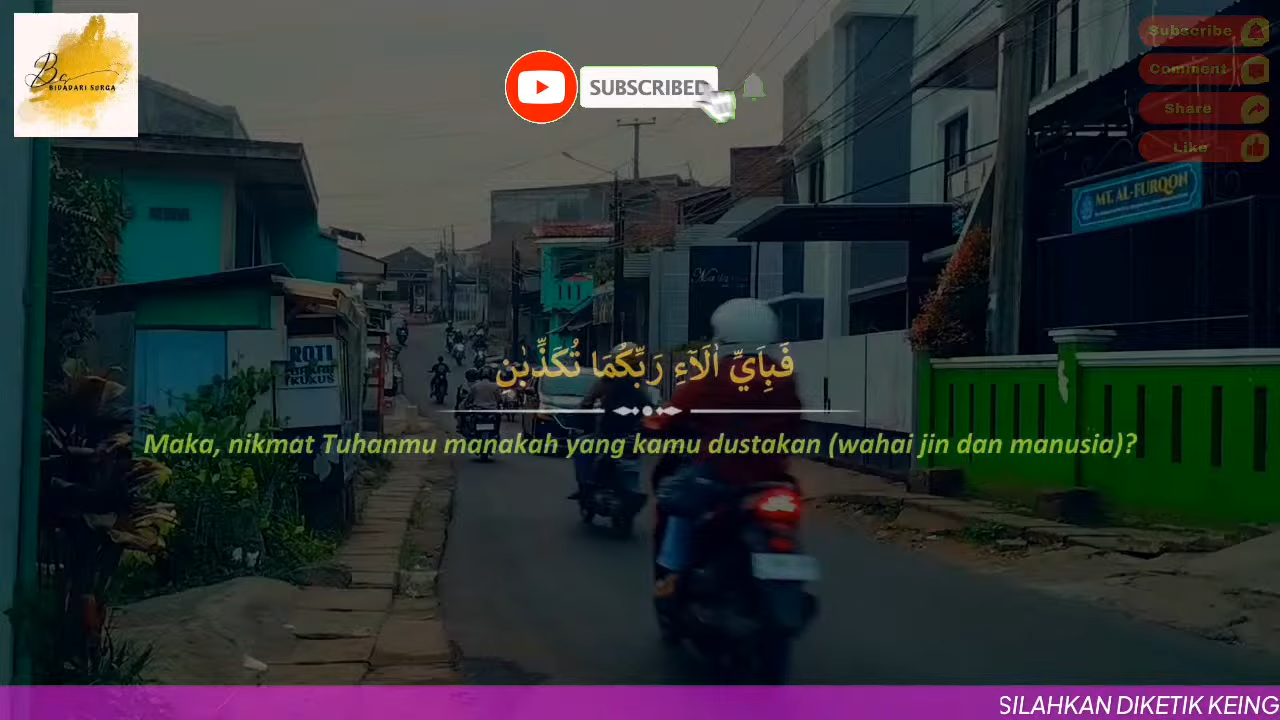 BIDADARI SURGA
SUBSCRIBED
Subscribe
Comment
Share
Like
MT. AL-FURQON
ROTI
KUKUS
فَبِاَيِّ اٰلَاۤءِ رَبِّكُمَا تُكَذِّبٰنِ
Maka, nikmat Tuhanmu manakah yang kamu dustakan (wahai jin dan manusia)?
SILAHKAN DIKETIK KEING